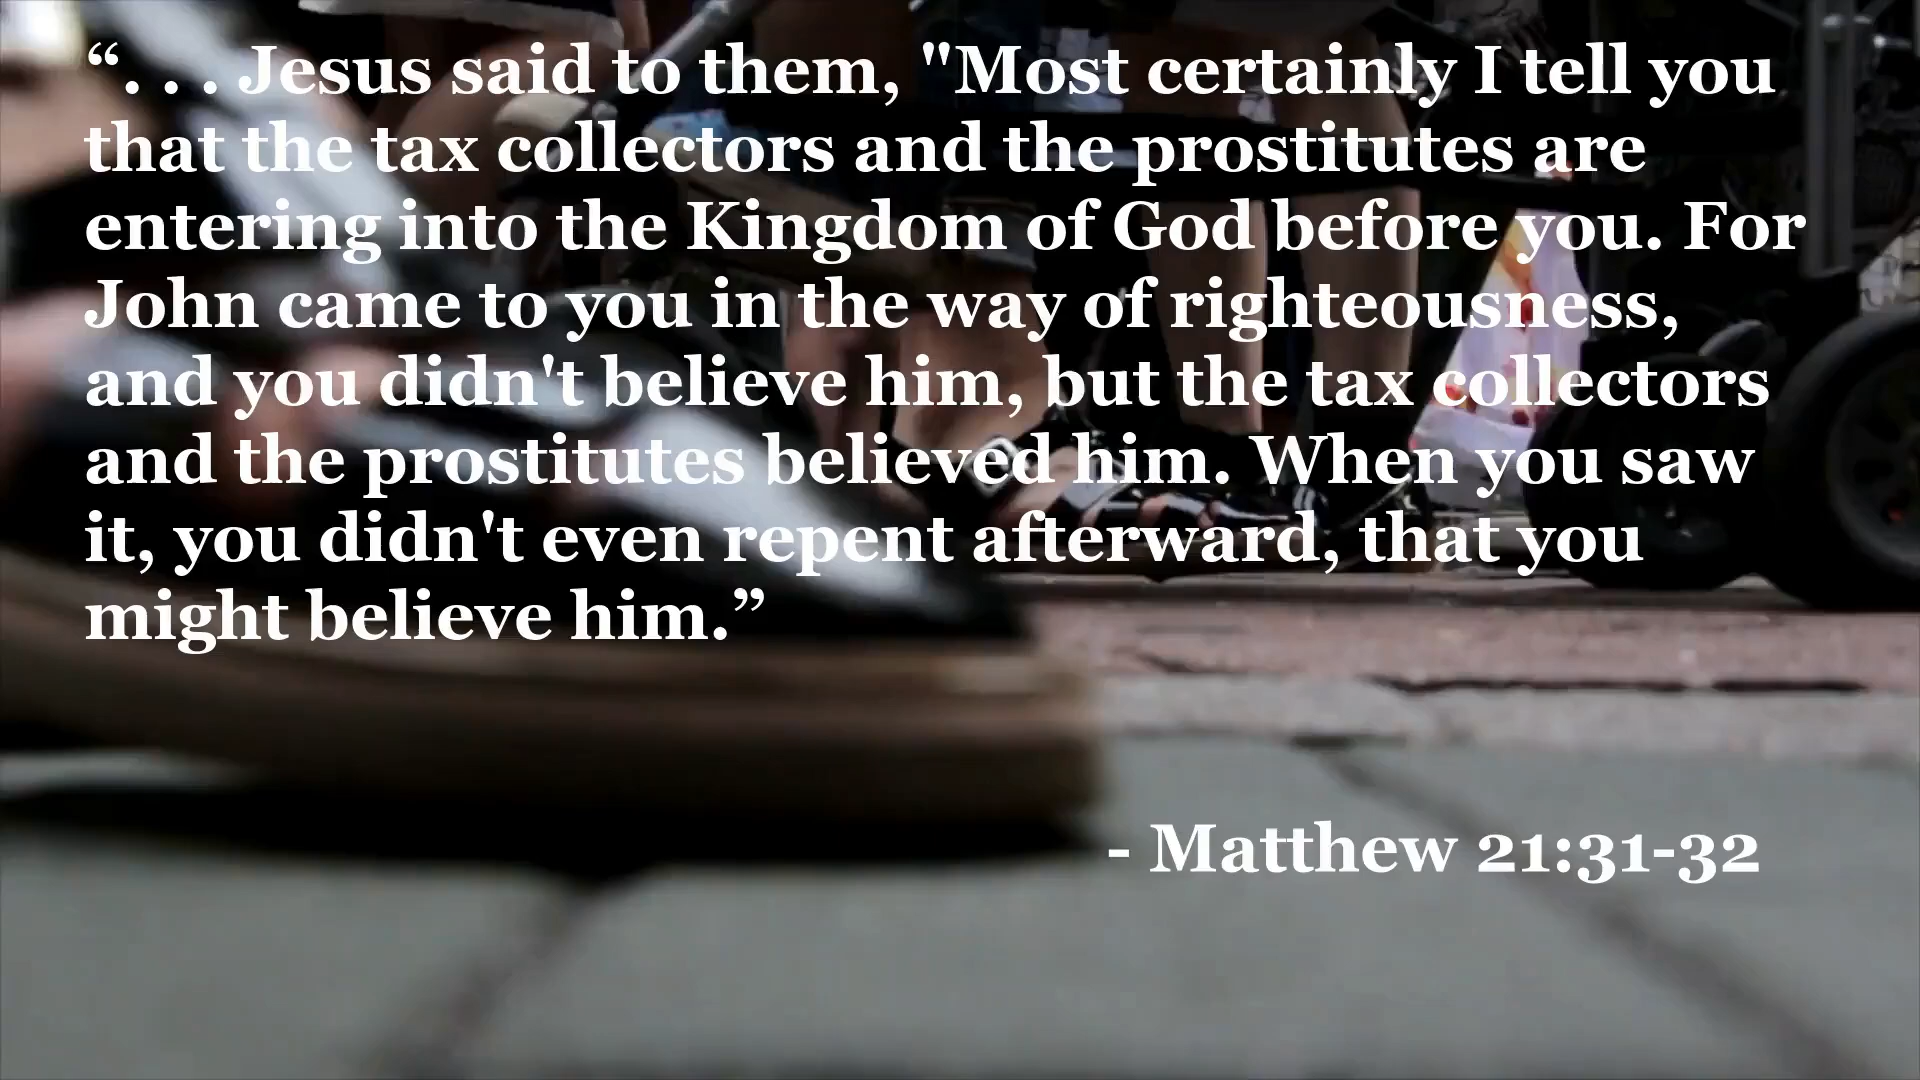 “. . . Jesus said to them, "Most certainly I tell you
that the tax collectors and the prostitutes are
entering into the Kingdom of God before you. For
John came to you in the way of righteousness,
and you didn't believe him, but the tax collectors
and the prostitutes believed him. When you saw
it, you didn't even repent afterward, that you
might believe him.”
- Matthew 21:31-32